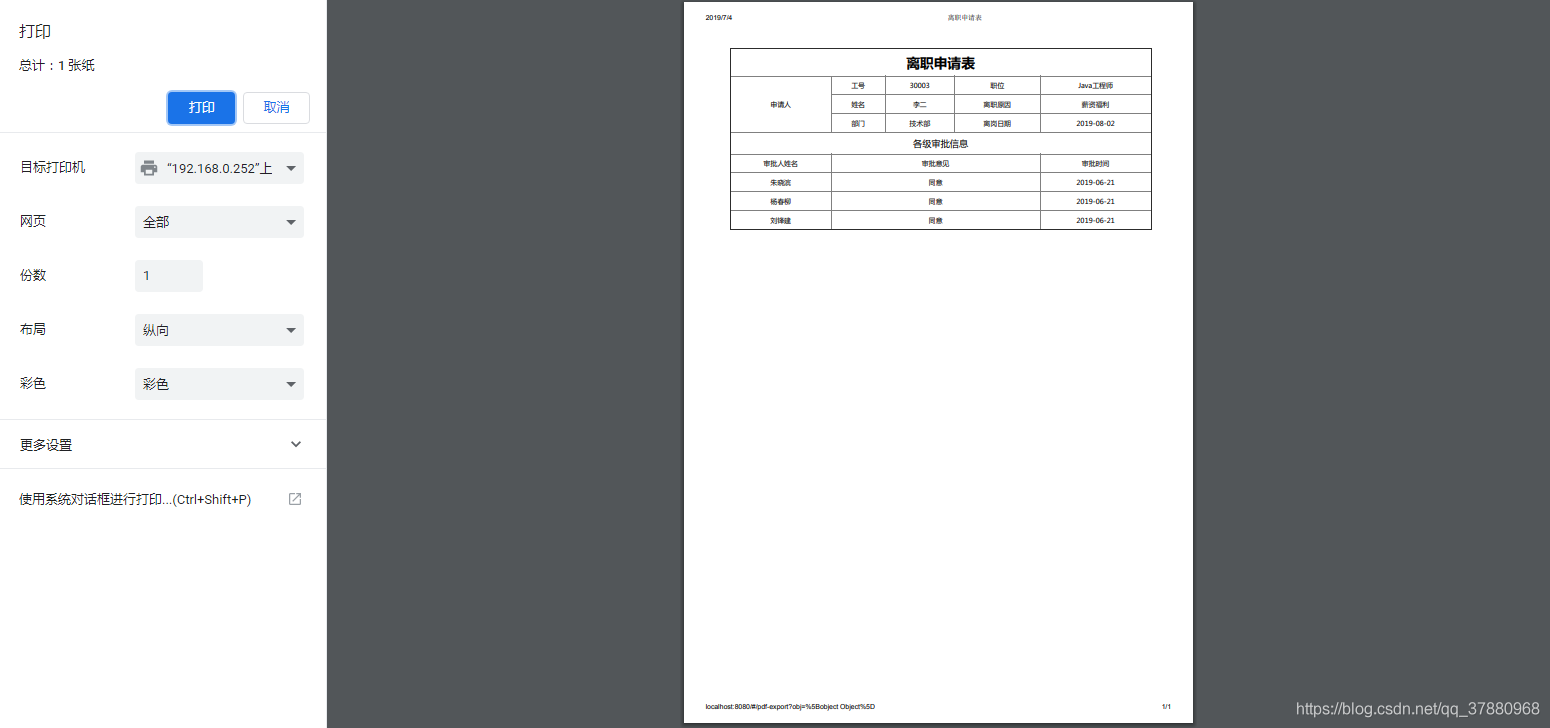 打印
总计：1 张纸
打印 取消
目标打印机 “192.168.0.252”上
网页 全部
份数 1
布局 纵向
彩色 彩色
更多设置
使用系统对话框进行打印...(Ctrl+Shift+P)
2019/7/4 离职申请表
离职申请表
申请人
工号 30003 职位 Java工程师
姓名 李二 离职原因 薪资福利
部门 技术部 离岗日期 2019-08-02
各级审批信息
审批人姓名 审批意见 审批时间
朱晓滨 同意 2019-06-21
杨春柳 同意 2019-06-21
刘锋建 同意 2019-06-21
localhost:8080/#/pdf-export?obj=%5Bobject Object%5D 1/1
https://blog.csdn.net/qq_37880968